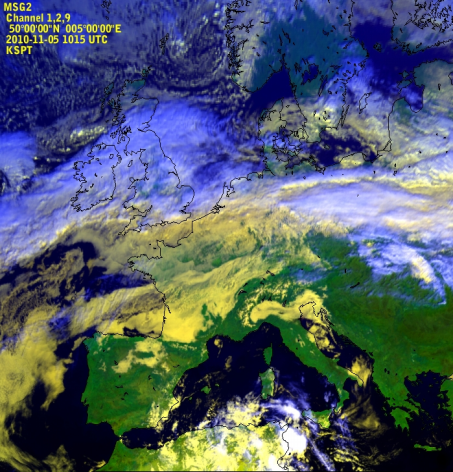 MSG2
Channel 1,2,9
50°00'00"N 005°00'00"E
2010-11-05 1015 UTC
KSPT